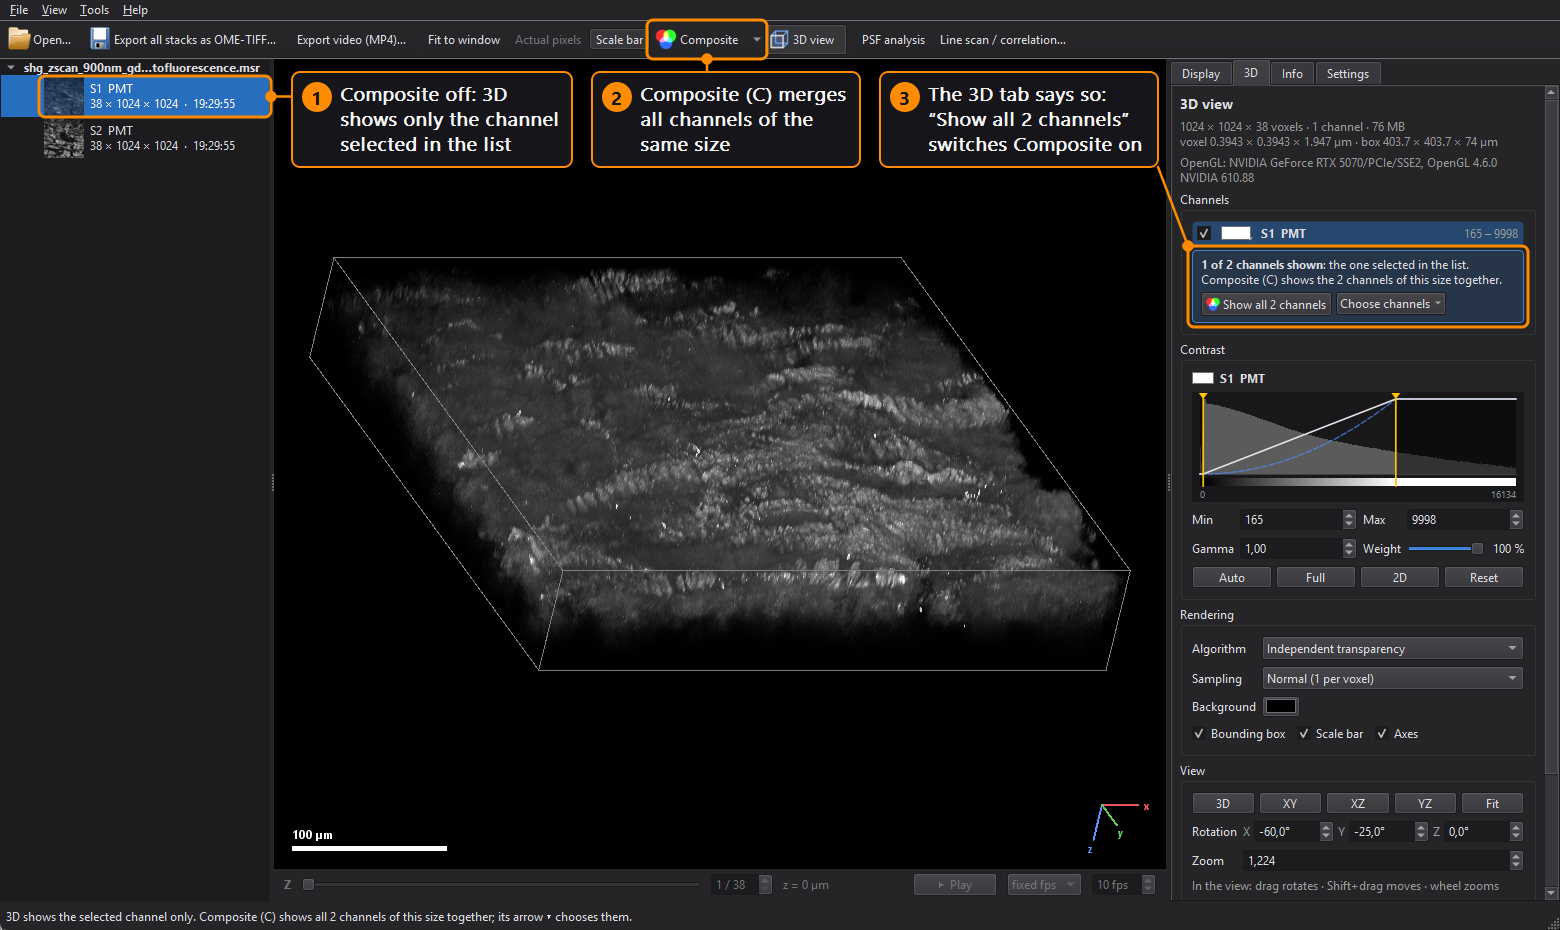 File View Tools Help
Open... Export all stacks as OME-TIFF... Export video (MP4)... Fit to window Actual pixels Scale bar Composite 3D view PSF analysis Line scan / correlation...
shg_zscan_900nm_gd...tofluorescence.msr
S1 PMT
38 × 1024 × 1024 · 19:29:55
S2 PMT
38 × 1024 × 1024 · 19:29:55
1 Composite off: 3D
shows only the channel
selected in the list
2 Composite (C) merges
all channels of the
same size
3 The 3D tab says so:
“Show all 2 channels”
switches Composite on
100 µm
x
y
z
Z 1 / 38 z = 0 µm Play fixed fps 10 fps
Display 3D Info Settings
3D view
1024 × 1024 × 38 voxels · 1 channel · 76 MB
voxel 0.3943 × 0.3943 × 1.947 µm · box 403.7 × 403.7 × 74 µm
OpenGL: NVIDIA GeForce RTX 5070/PCIe/SSE2, OpenGL 4.6.0
NVIDIA 610.88
Channels
S1 PMT 165 – 9998
1 of 2 channels shown: the one selected in the list.
Composite (C) shows the 2 channels of this size together.
Show all 2 channels Choose channels
Contrast
S1 PMT
0 16134
Min 165 Max 9998
Gamma 1,00 Weight 100 %
Auto Full 2D Reset
Rendering
Algorithm Independent transparency
Sampling Normal (1 per voxel)
Background
Bounding box Scale bar Axes
View
3D XY XZ YZ Fit
Rotation X -60,0° Y -25,0° Z 0,0°
Zoom 1,224
In the view: drag rotates · Shift+drag moves · wheel zooms
3D shows the selected channel only. Composite (C) shows all 2 channels of this size together; its arrow ▾ chooses them.